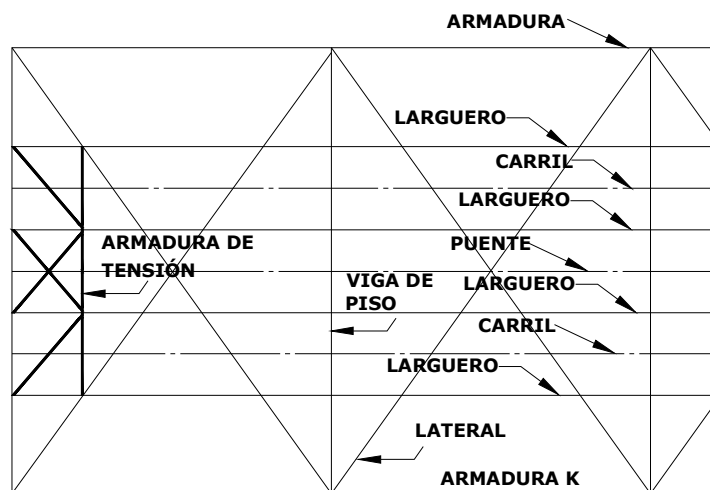 ARMADURA
LARGUERO
CARRIL
LARGUERO
ARMADURA DE
TENSIÓN
PUENTE
VIGA DE
PISO
LARGUERO
CARRIL
LARGUERO
LATERAL
ARMADURA K